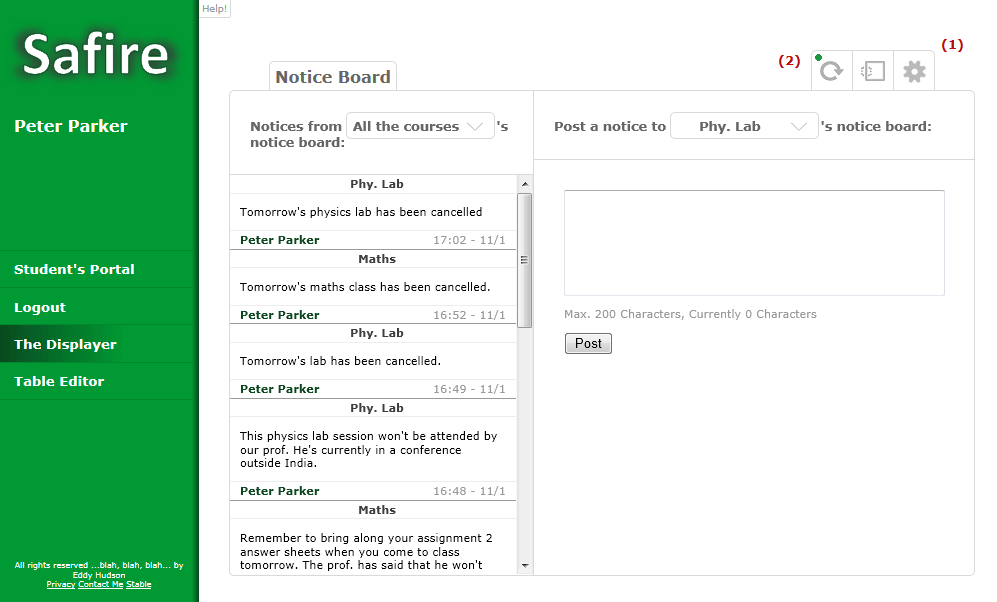 Help!
Safire
Peter Parker
Student's Portal
Logout
The Displayer
Table Editor
All rights reserved ...blah, blah, blah... by
Eddy Hudson
Privacy Contact Me Stable
(1)
(2)
Notice Board
Notices from All the courses 's
notice board:
Phy. Lab
Tomorrow's physics lab has been cancelled
Peter Parker 17:02 - 11/1
Maths
Tomorrow's maths class has been cancelled.
Peter Parker 16:52 - 11/1
Phy. Lab
Tomorrow's lab has been cancelled.
Peter Parker 16:49 - 11/1
Phy. Lab
This physics lab session won't be attended by
our prof. He's currently in a conference
outside India.
Peter Parker 16:48 - 11/1
Maths
Remember to bring along your assignment 2
answer sheets when you come to class
tomorrow. The prof. has said that he won't
Post a notice to Phy. Lab 's notice board:
Max. 200 Characters, Currently 0 Characters
Post